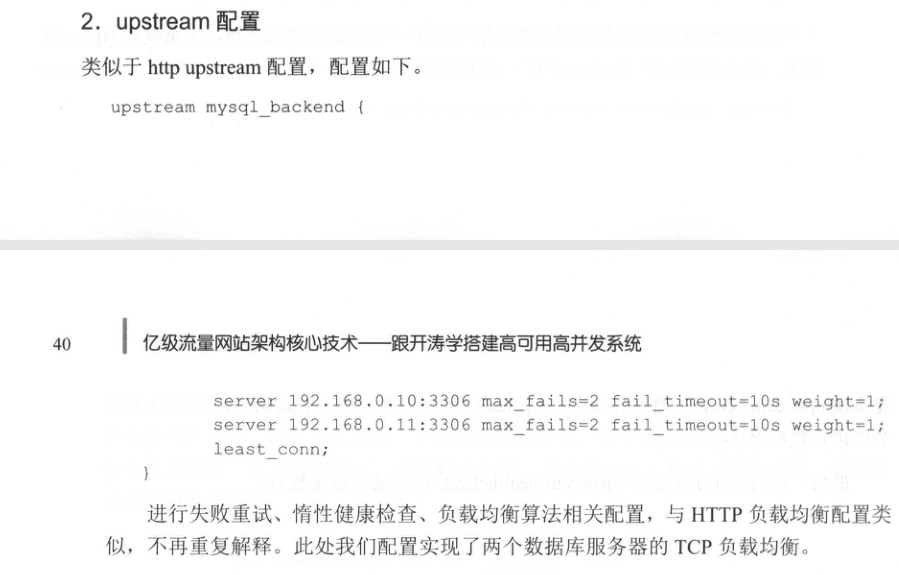 2. upstream 配置
类似于 http upstream 配置，配置如下。
upstream mysql_backend {
40 亿级流量网站架构核心技术——跟开涛学搭建高可用高并发系统
server 192.168.0.10:3306 max_fails=2 fail_timeout=10s weight=1;
server 192.168.0.11:3306 max_fails=2 fail_timeout=10s weight=1;
least_conn;
}
进行失败重试、惰性健康检查、负载均衡算法相关配置，与 HTTP 负载均衡配置类
似，不再重复解释。此处我们配置实现了两个数据库服务器的 TCP 负载均衡。